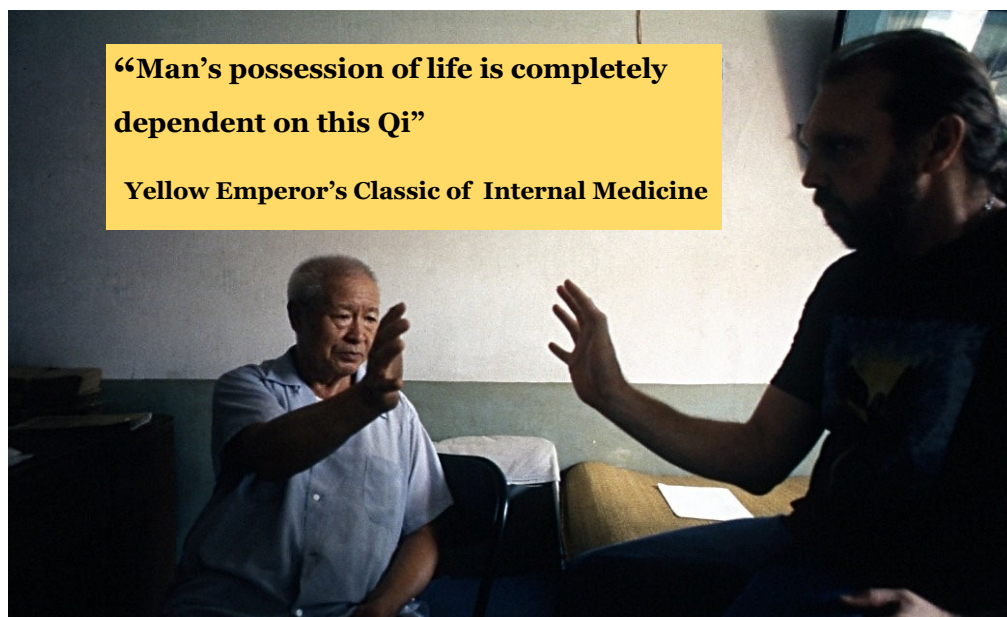 “Man’s possession of life is completely
dependent on this Qi”
Yellow Emperor’s Classic of  Internal Medicine